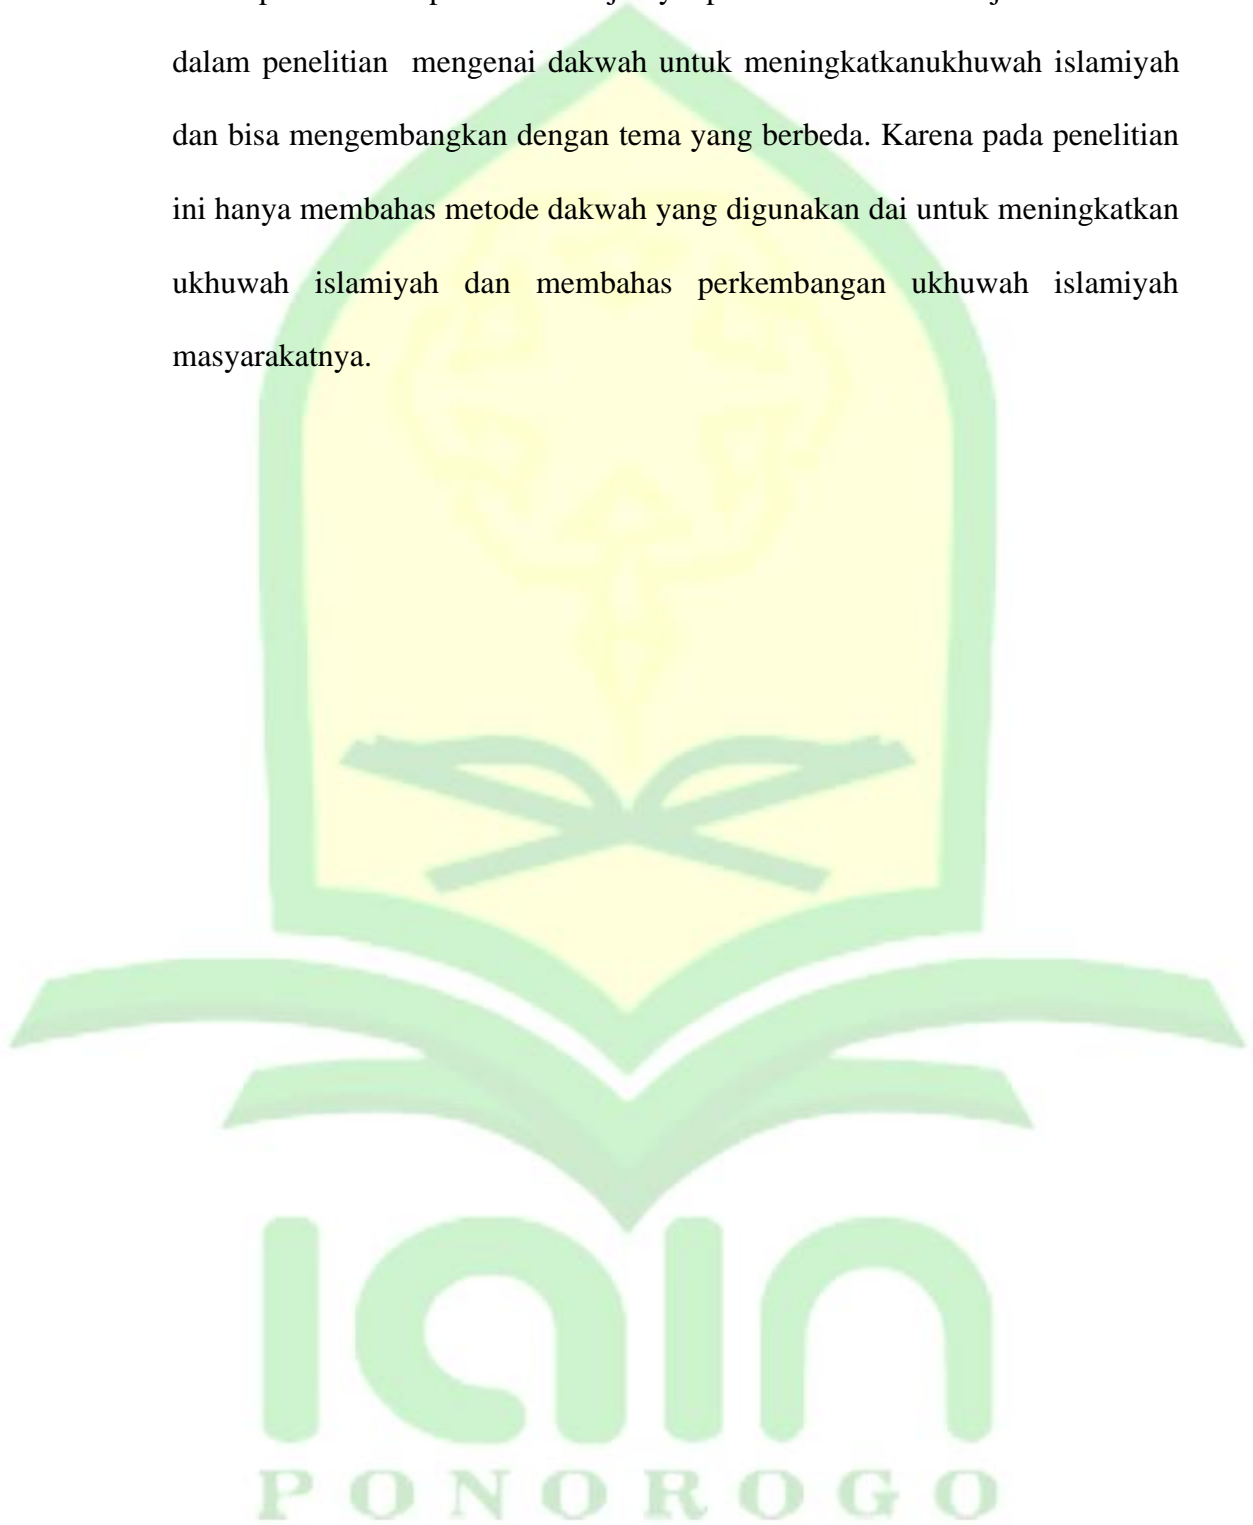 dalam penelitian mengenai dakwah untuk meningkatkanukhuwah islamiyah
dan bisa mengembangkan dengan tema yang berbeda. Karena pada penelitian
ini hanya membahas metode dakwah yang digunakan dai untuk meningkatkan
ukhuwah islamiyah dan membahas perkembangan ukhuwah islamiyah
masyarakatnya.
iain
PONOROGO